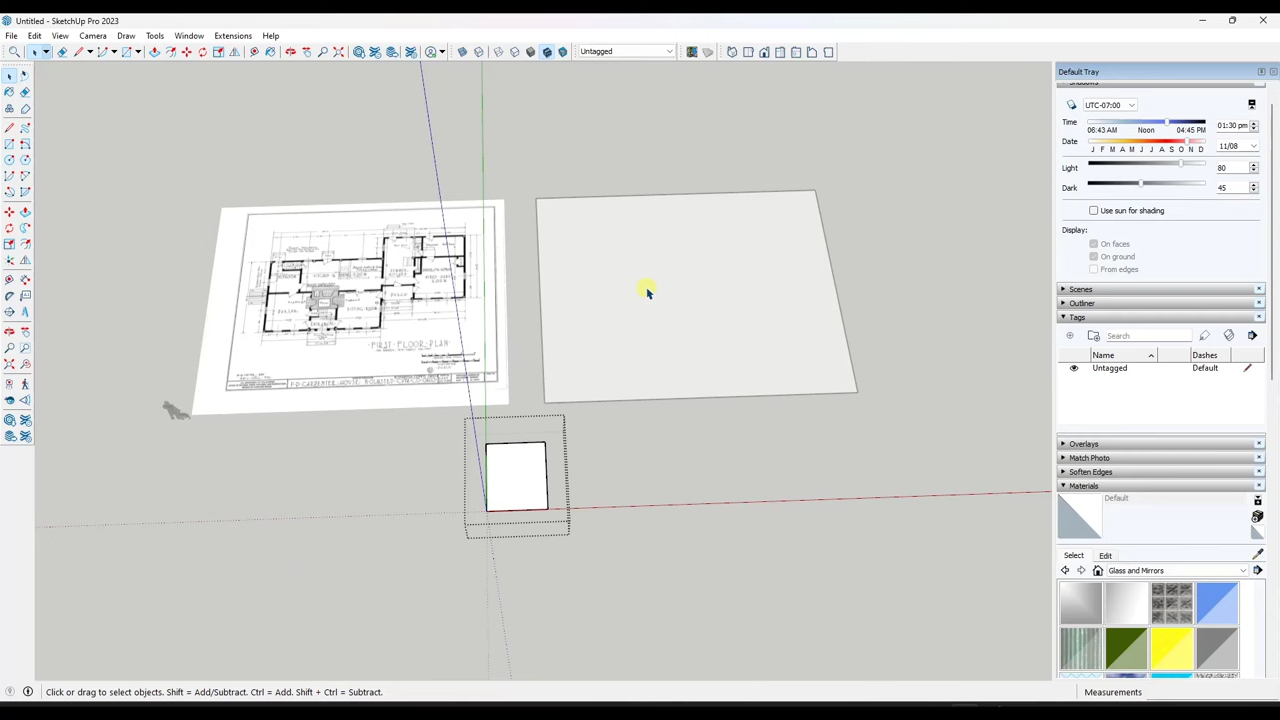 Untitled - SketchUp Pro 2023
File Edit View Camera Draw Tools Window Extensions Help
Untagged
Default Tray
Shadows
UTC-07:00
Time
01:30 pm
06:43 AM Noon 04:45 PM
Date
J F M A M J J A S O N D
11/08
Light
80
Dark
45
Use sun for shading
Display:
On faces
On ground
From edges
Scenes
Outliner
Tags
Search
Name Dashes
Untagged Default
Overlays
Match Photo
Soften Edges
Materials
Default
Select Edit
Glass and Mirrors
FIRST FLOOR PLAN
Click or drag to select objects. Shift = Add/Subtract. Ctrl = Add. Shift + Ctrl = Subtract.
Measurements